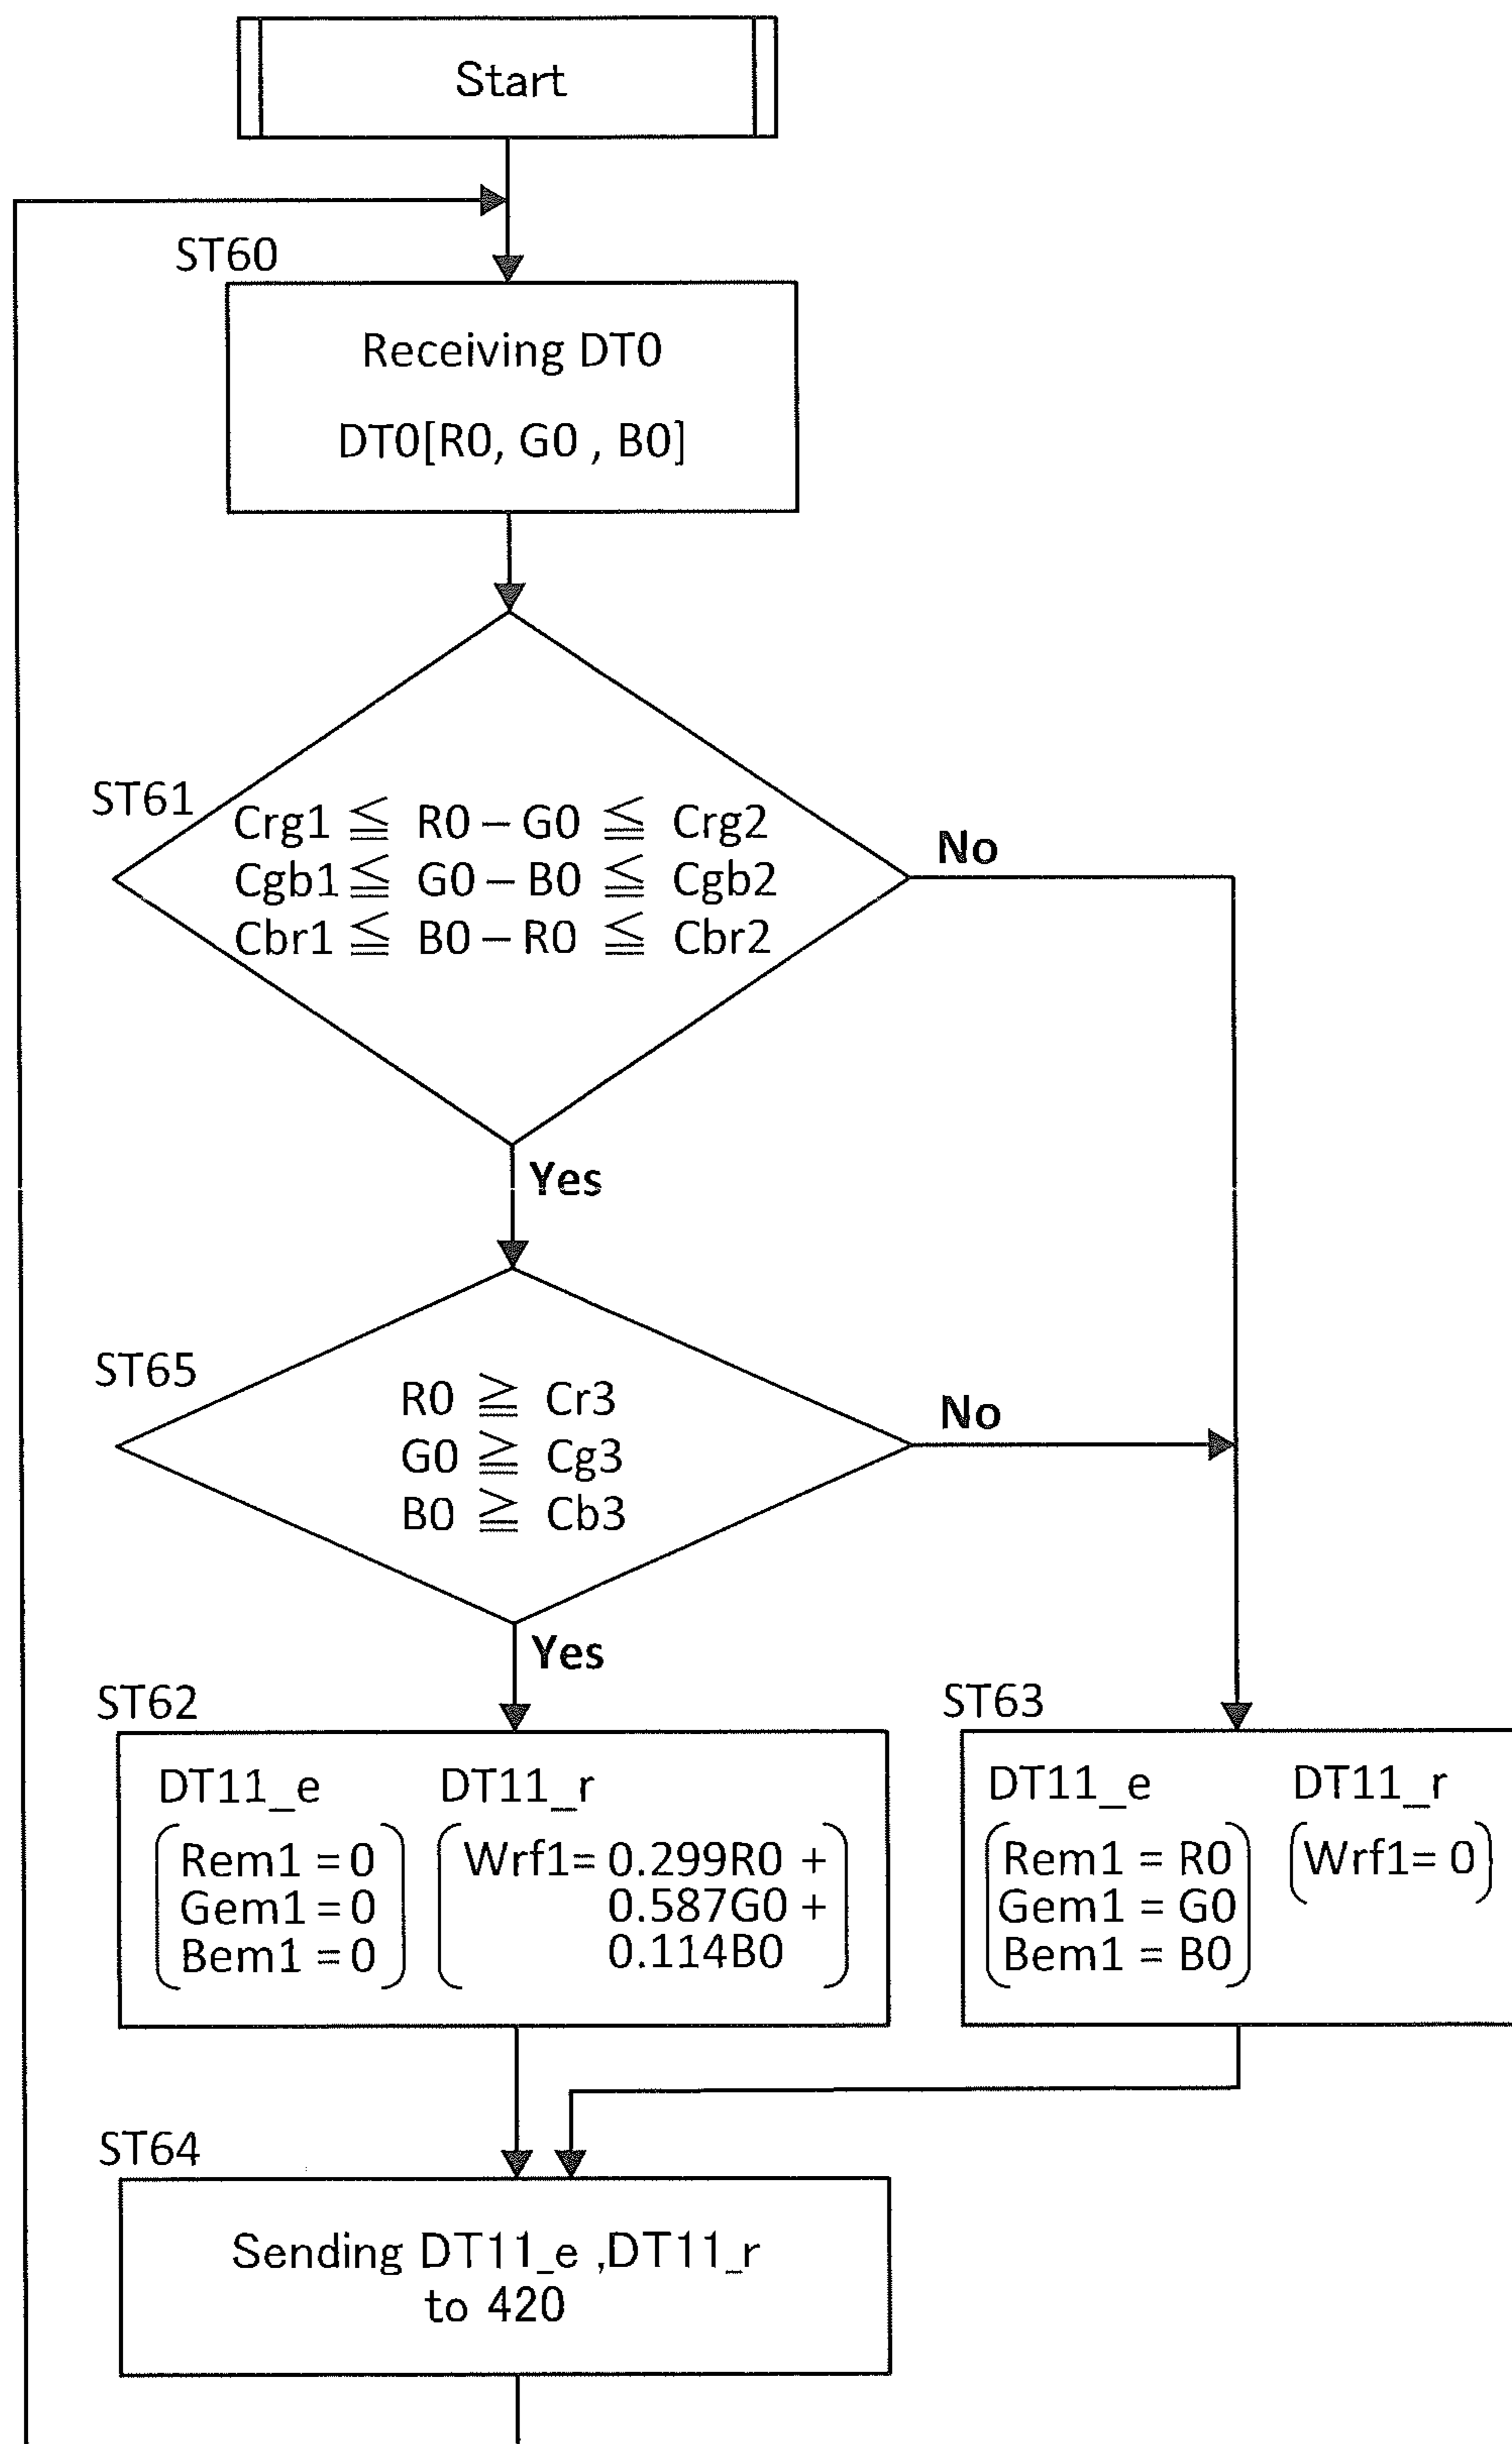 Start
ST60
Receiving DT0
DT0[R0, G0 , B0]
ST61
Crg1 ≦ R0 – G0 ≦ Crg2
Cgb1 ≦ G0 – B0 ≦ Cgb2
Cbr1 ≦ B0 – R0 ≦ Cbr2
No
Yes
ST65
R0 ≧ Cr3
G0 ≧ Cg3
B0 ≧ Cb3
No
Yes
ST62
DT11_e DT11_r
Rem1 = 0 Wrf1= 0.299R0 +
Gem1 = 0 0.587G0 +
Bem1 = 0 0.114B0
ST63
DT11_e DT11_r
Rem1 = R0 Wrf1= 0
Gem1 = G0
Bem1 = B0
ST64
Sending DT11_e ,DT11_r
to 420